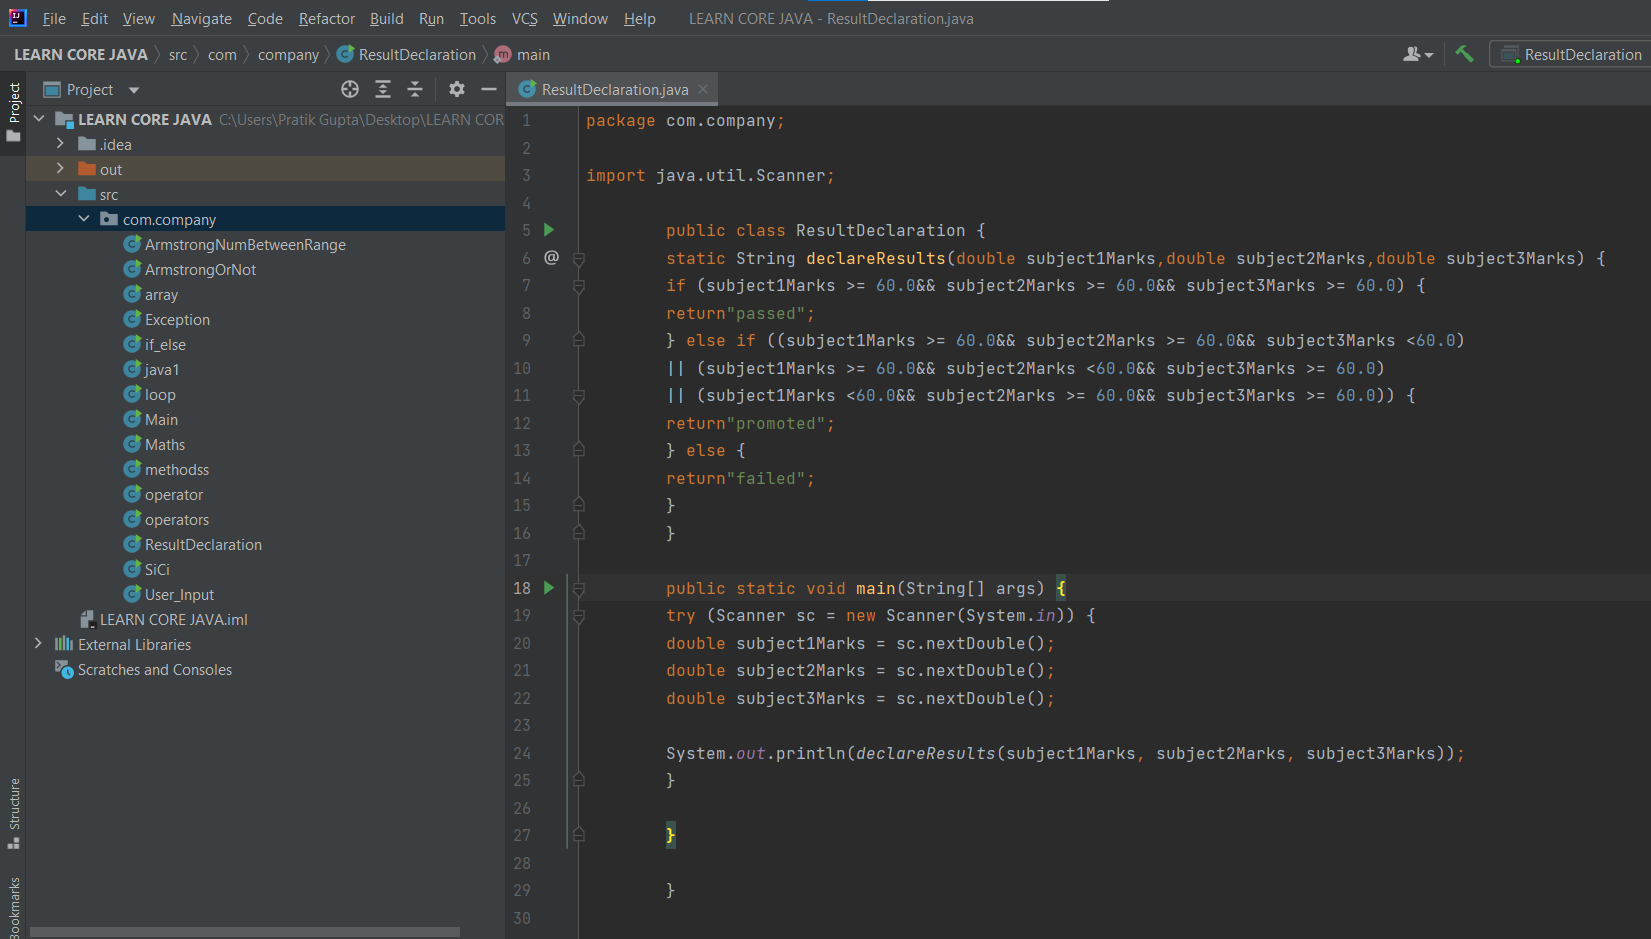 File Edit View Navigate Code Refactor Build Run Tools VCS Window Help LEARN CORE JAVA - ResultDeclaration.java
LEARN CORE JAVA src com company ResultDeclaration main ResultDeclaration
Project
Project
ResultDeclaration.java
LEARN CORE JAVA C:\Users\Pratik Gupta\Desktop\LEARN COR
.idea
out
src
com.company
ArmstrongNumBetweenRange
ArmstrongOrNot
array
Exception
if_else
java1
loop
Main
Maths
methodss
operator
operators
ResultDeclaration
SiCi
User_Input
LEARN CORE JAVA.iml
External Libraries
Scratches and Consoles
Structure
Bookmarks
1 package com.company;
2
3 import java.util.Scanner;
4
5 public class ResultDeclaration {
6 @ static String declareResults(double subject1Marks,double subject2Marks,double subject3Marks) {
7 if (subject1Marks >= 60.0&& subject2Marks >= 60.0&& subject3Marks >= 60.0) {
8 return"passed";
9 } else if ((subject1Marks >= 60.0&& subject2Marks >= 60.0&& subject3Marks <60.0)
10 || (subject1Marks >= 60.0&& subject2Marks <60.0&& subject3Marks >= 60.0)
11 || (subject1Marks <60.0&& subject2Marks >= 60.0&& subject3Marks >= 60.0)) {
12 return"promoted";
13 } else {
14 return"failed";
15 }
16 }
17
18 public static void main(String[] args) {
19 try (Scanner sc = new Scanner(System.in)) {
20 double subject1Marks = sc.nextDouble();
21 double subject2Marks = sc.nextDouble();
22 double subject3Marks = sc.nextDouble();
23
24 System.out.println(declareResults(subject1Marks, subject2Marks, subject3Marks));
25 }
26
27 }
28
29 }
30